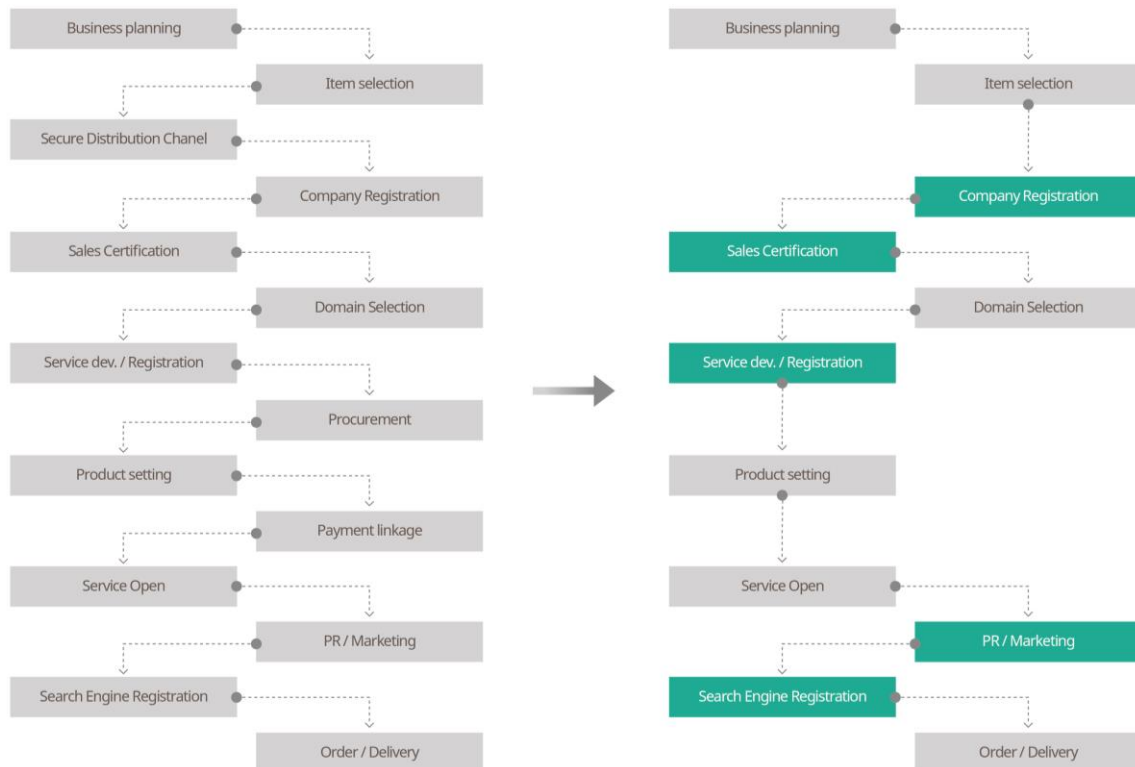 Business planning
Item selection
Secure Distribution Chanel
Company Registration
Sales Certification
Domain Selection
Service dev. / Registration
Procurement
Product setting
Payment linkage
Service Open
PR / Marketing
Search Engine Registration
Order / Delivery
Business planning
Item selection
Company Registration
Sales Certification
Domain Selection
Service dev. / Registration
Product setting
Service Open
PR / Marketing
Search Engine Registration
Order / Delivery